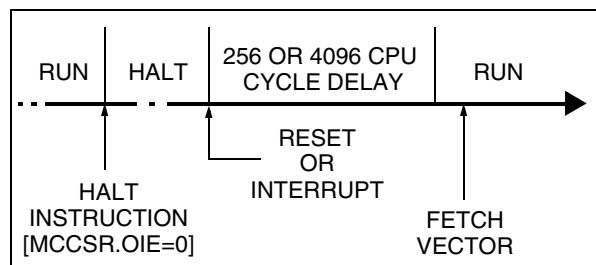 RUN
HALT
256 OR 4096 CPU
CYCLE DELAY
RUN
RESET
OR
INTERRUPT
HALT
INSTRUCTION
[MCCSR.OIE=0]
FETCH
VECTOR